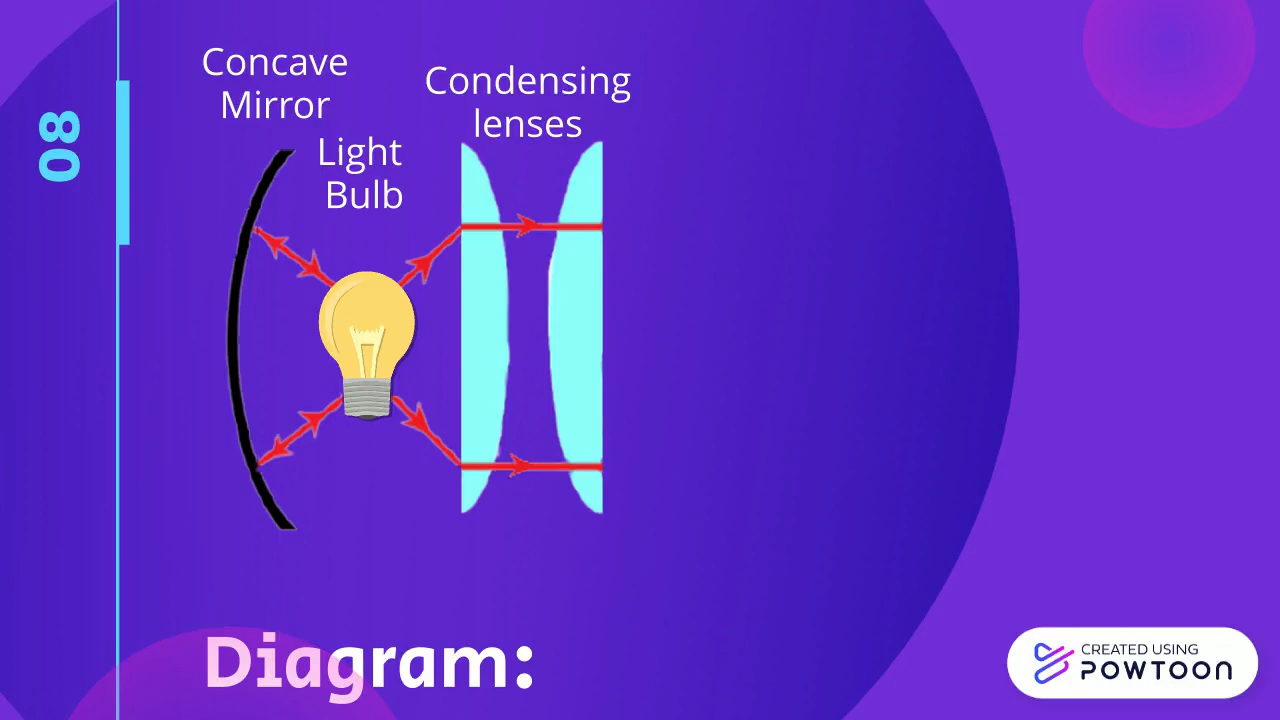 08
Concave
Mirror
Condensing
lenses
Light
Bulb
Diagram:
CREATED USING
POWTOON